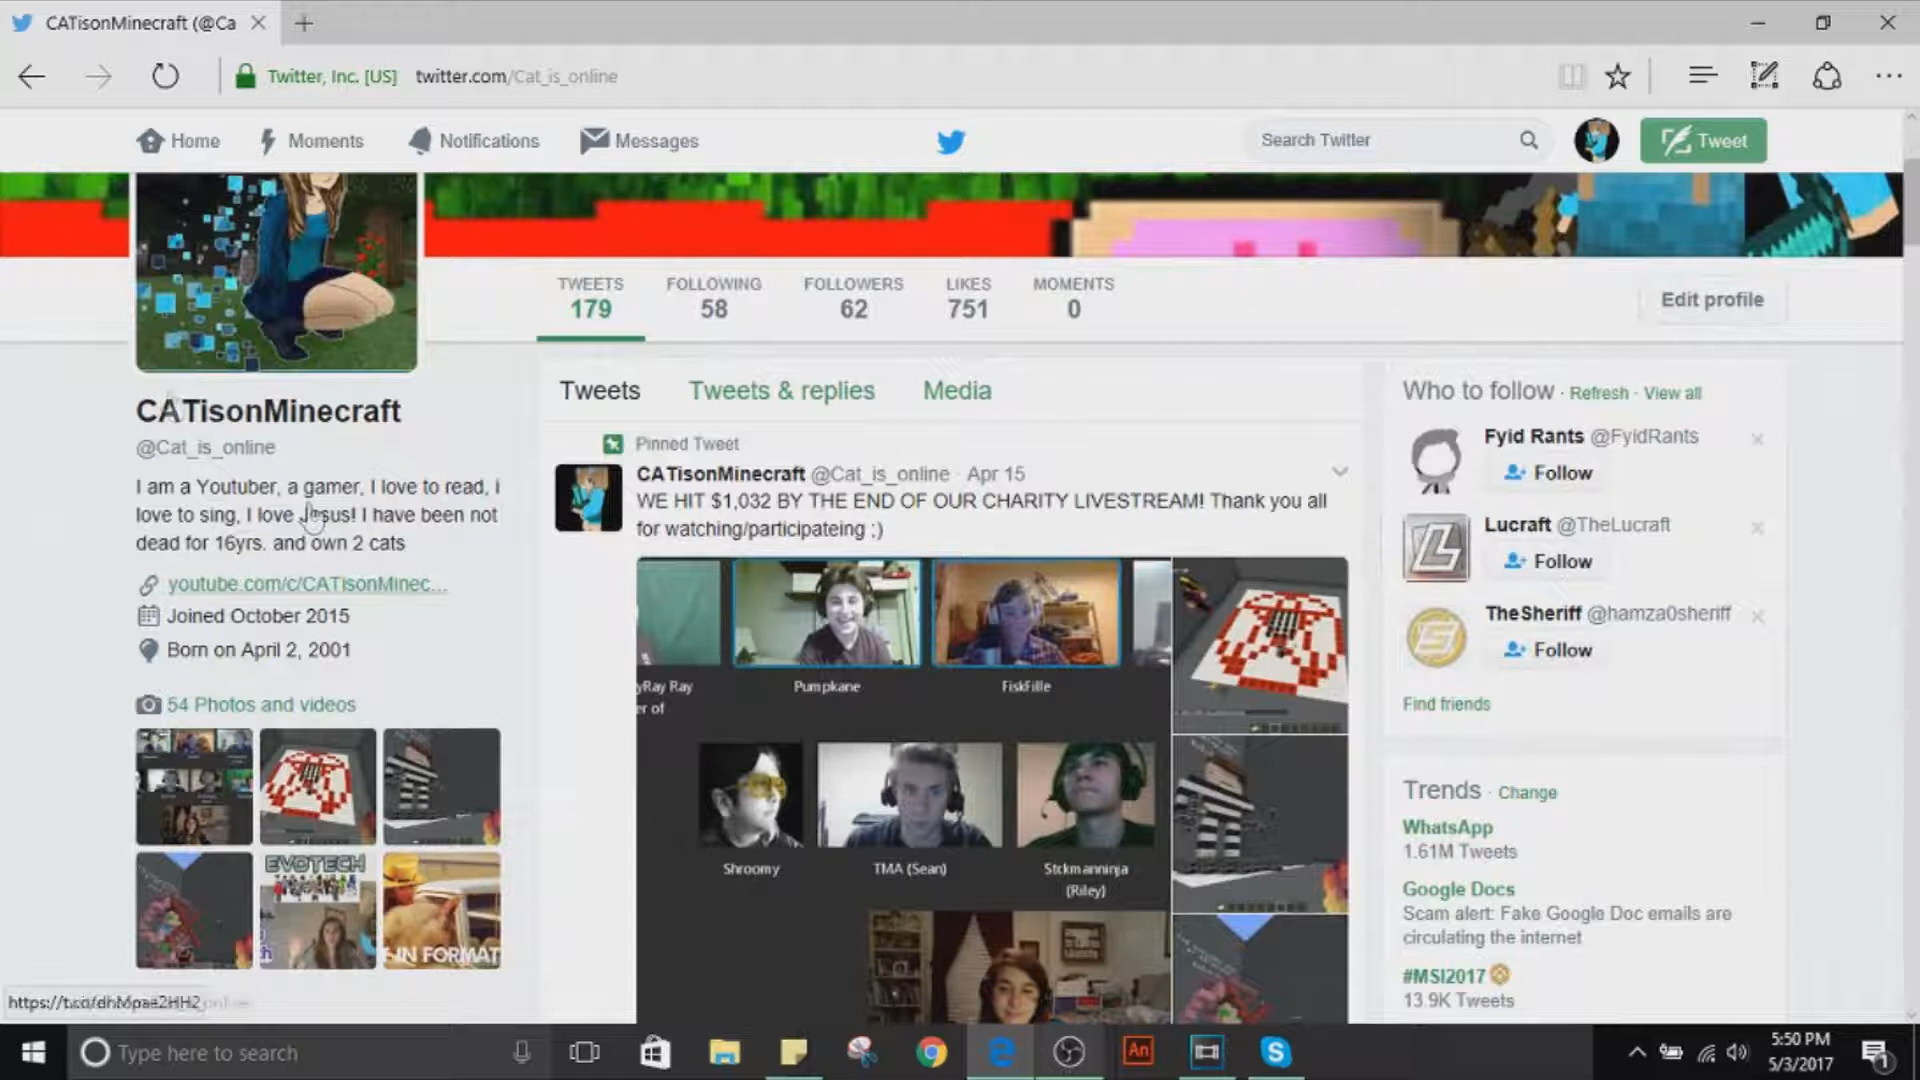 CATisonMinecraft (@Ca
Twitter, Inc. [US] twitter.com/Cat_is_online
Home Moments Notifications Messages
Search Twitter
Tweet
TWEETS FOLLOWING FOLLOWERS LIKES MOMENTS
179 58 62 751 0
Edit profile
CATisonMinecraft
@Cat_is_online
I am a Youtuber, a gamer, I love to read, i
love to sing, I love Jesus! I have been not
dead for 16yrs. and own 2 cats
youtube.com/c/CATisonMinec...
Joined October 2015
Born on April 2, 2001
54 Photos and videos
EVOTECH
IN FORMAT
Tweets Tweets & replies Media
Pinned Tweet
CATisonMinecraft @Cat_is_online · Apr 15
WE HIT $1,032 BY THE END OF OUR CHARITY LIVESTREAM! Thank you all
for watching/participateing ;)
yRay Ray
er of
Pumpkane
FiskFille
Shroomy
TMA (Sean)
Stckmanninja
(Riley)
Who to follow · Refresh · View all
Fyid Rants @FyidRants
Follow
Lucraft @TheLucraft
Follow
TheSheriff @hamza0sheriff
Follow
Find friends
Trends · Change
WhatsApp
1.61M Tweets
Google Docs
Scam alert: Fake Google Doc emails are
circulating the internet
#MSI2017
13.9K Tweets
Type here to search
An
5:50 PM
5/3/2017
1